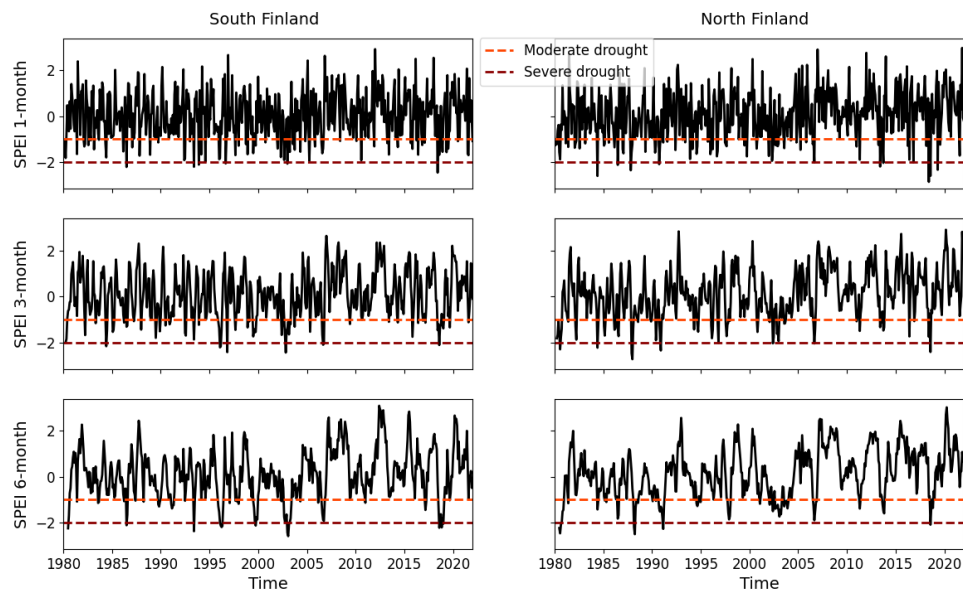 South Finland
North Finland
Moderate drought
Severe drought
SPEI 1-month
2
0
−2
SPEI 3-month
2
0
−2
SPEI 6-month
2
0
−2
1980 1985 1990 1995 2000 2005 2010 2015 2020
1980 1985 1990 1995 2000 2005 2010 2015 2020
Time
Time